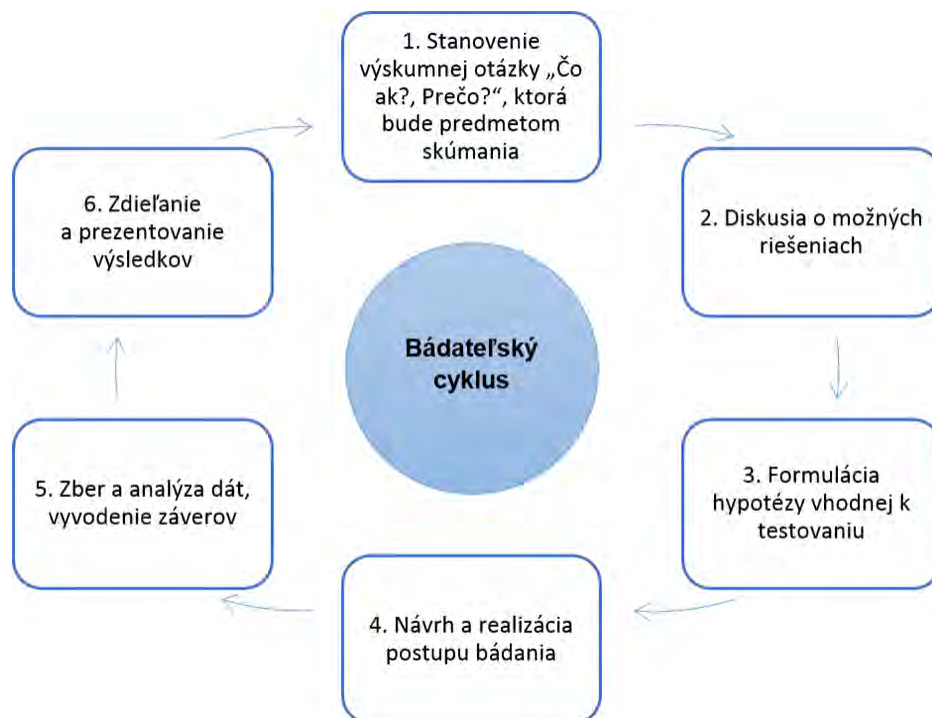 1. Stanovenie
výskumnej otázky „Čo
ak?, Prečo?“, ktorá
bude predmetom
skúmania
2. Diskusia o možných
riešeniach
3. Formulácia
hypotézy vhodnej k
testovaniu
4. Návrh a realizácia
postupu bádania
5. Zber a analýza dát,
vyvodenie záverov
6. Zdieľanie
a prezentovanie
výsledkov
Bádateľský
cyklus